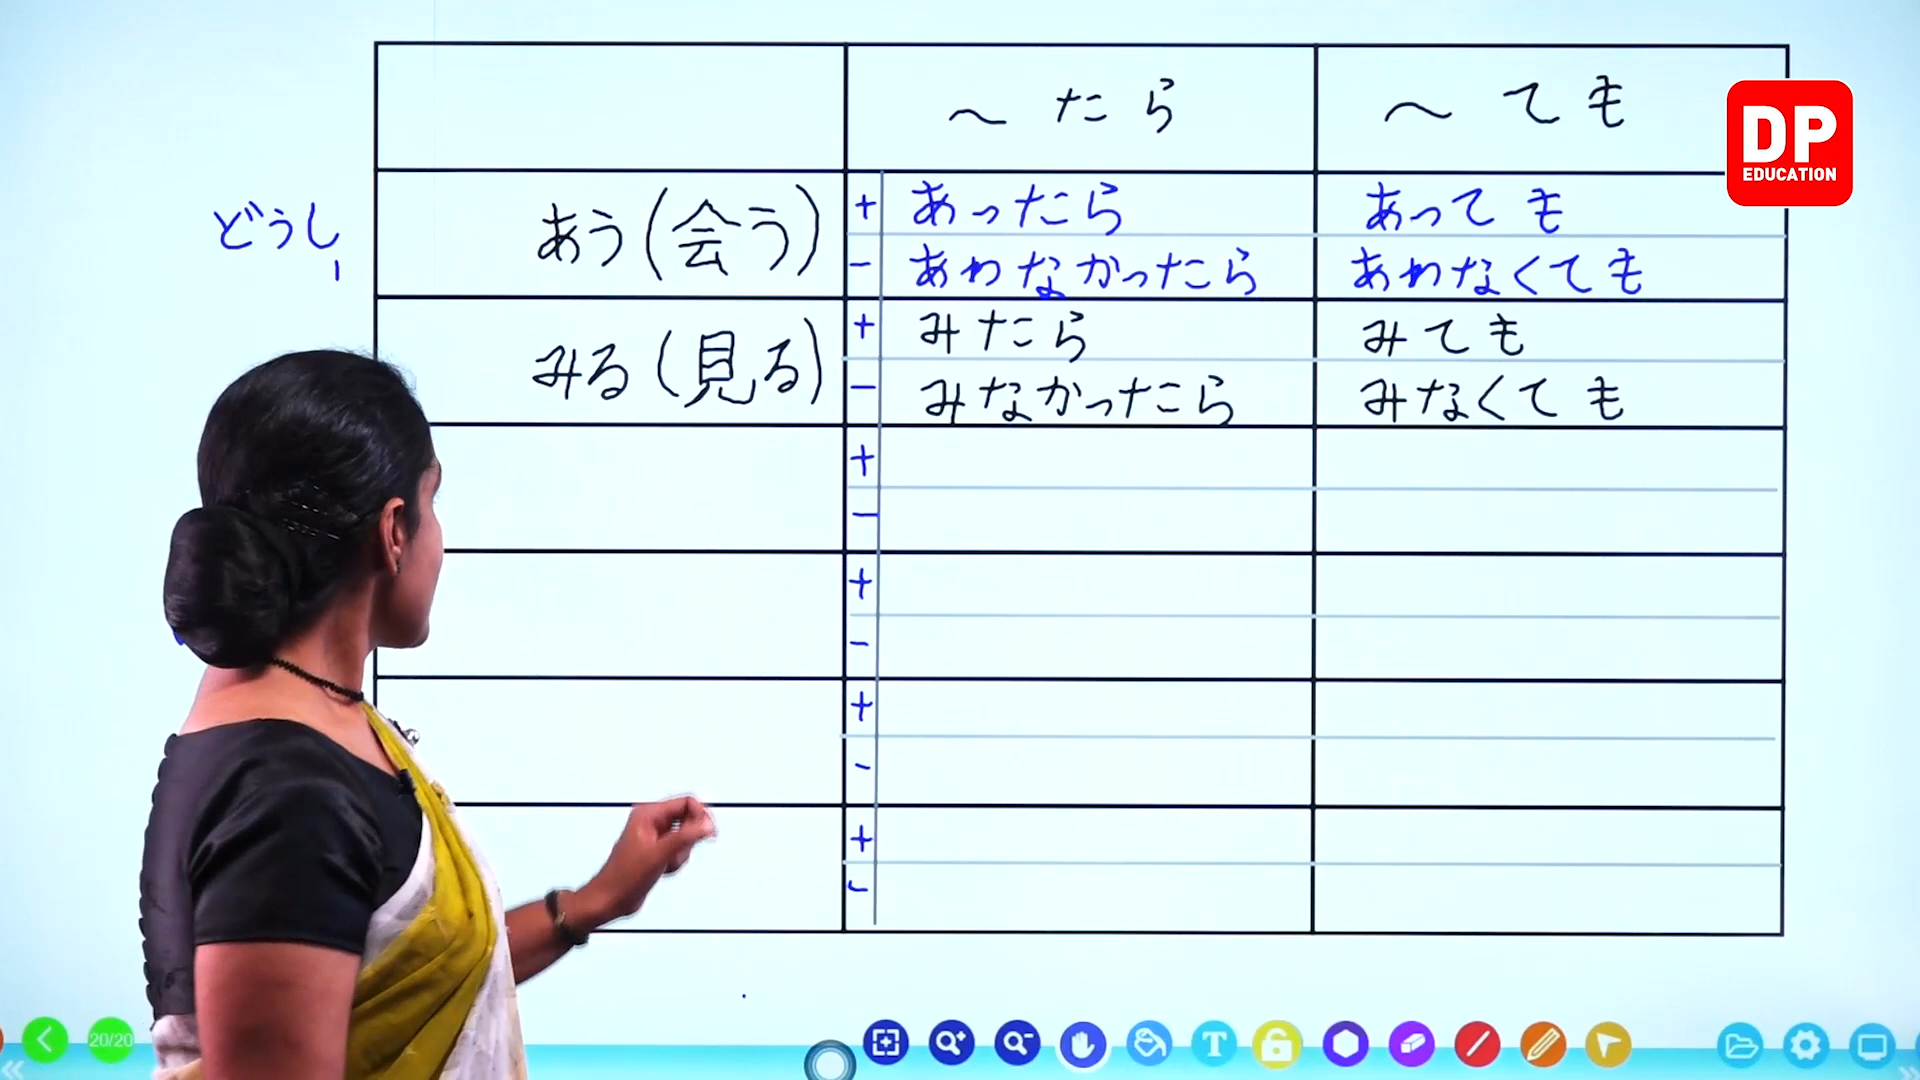 ～たら ～ても
DP
EDUCATION
どうし
あう(会う) + あったら あっても
- あわなかったら あわなくても
みる(見る) + みたら みても
- みなかったら みなくても
+
-
+
-
+
-
+
-
20/20
T